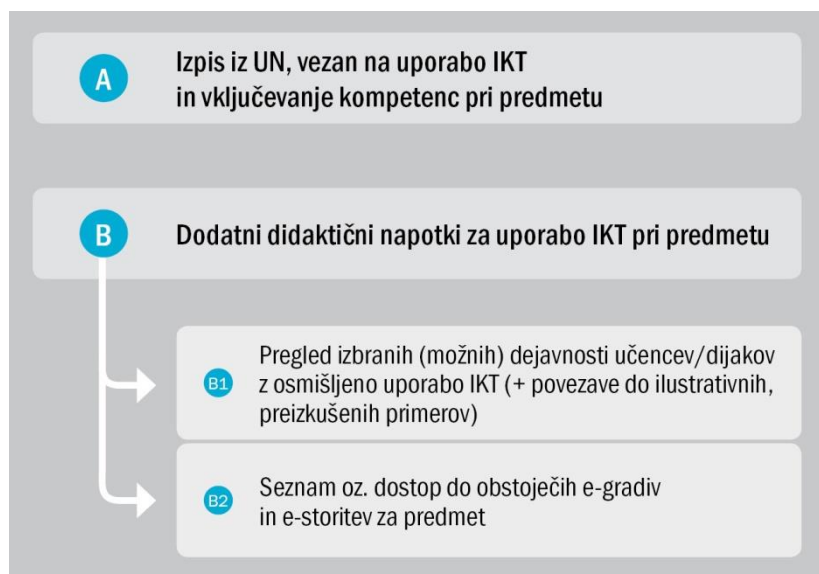 A
Izpis iz UN, vezan na uporabo IKT
in vključevanje kompetenc pri predmetu
B
Dodatni didaktični napotki za uporabo IKT pri predmetu
B1
Pregled izbranih (možnih) dejavnosti učencev/dijakov
z osmišljeno uporabo IKT (+ povezave do ilustrativnih,
preizkušenih primerov)
B2
Seznam oz. dostop do obstoječih e-gradiv
in e-storitev za predmet